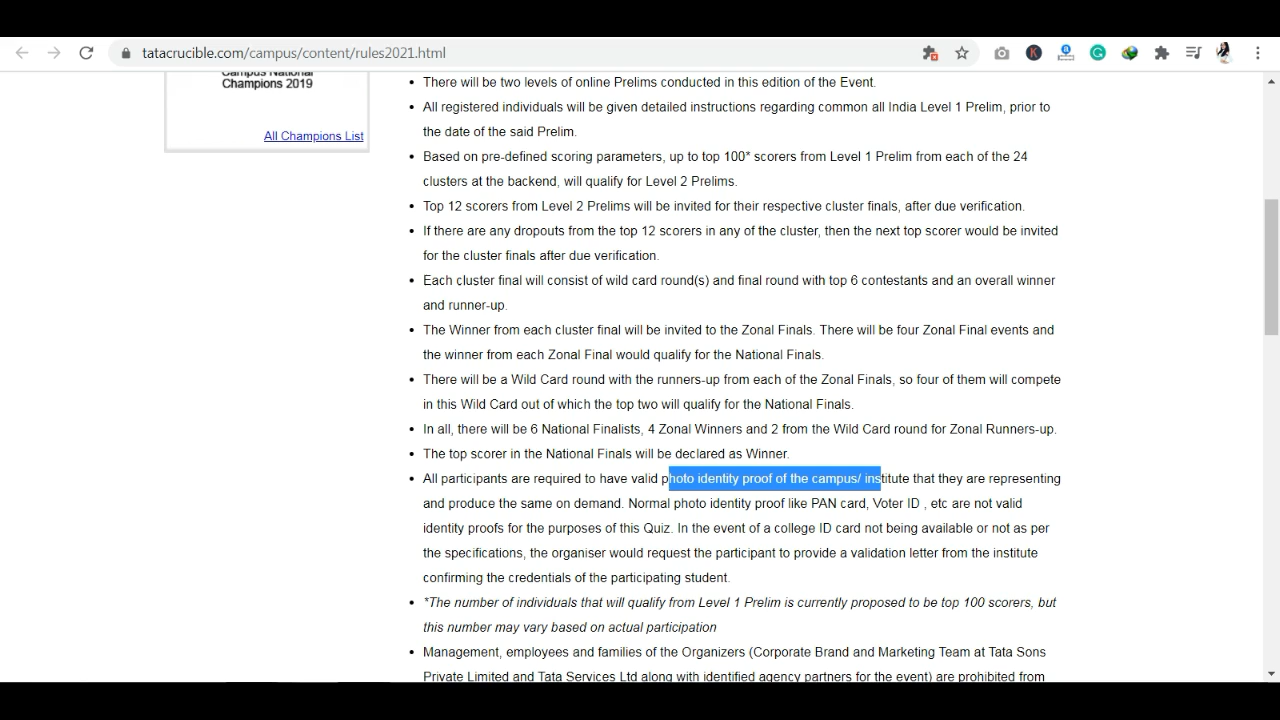 tatacrucible.com/campus/content/rules2021.html
Campus National
Champions 2019
All Champions List
• There will be two levels of online Prelims conducted in this edition of the Event.
• All registered individuals will be given detailed instructions regarding common all India Level 1 Prelim, prior to
the date of the said Prelim.
• Based on pre-defined scoring parameters, up to top 100* scorers from Level 1 Prelim from each of the 24
clusters at the backend, will qualify for Level 2 Prelims.
• Top 12 scorers from Level 2 Prelims will be invited for their respective cluster finals, after due verification.
• If there are any dropouts from the top 12 scorers in any of the cluster, then the next top scorer would be invited
for the cluster finals after due verification.
• Each cluster final will consist of wild card round(s) and final round with top 6 contestants and an overall winner
and runner-up.
• The Winner from each cluster final will be invited to the Zonal Finals. There will be four Zonal Final events and
the winner from each Zonal Final would qualify for the National Finals.
• There will be a Wild Card round with the runners-up from each of the Zonal Finals, so four of them will compete
in this Wild Card out of which the top two will qualify for the National Finals.
• In all, there will be 6 National Finalists, 4 Zonal Winners and 2 from the Wild Card round for Zonal Runners-up.
• The top scorer in the National Finals will be declared as Winner.
• All participants are required to have valid photo identity proof of the campus/ institute that they are representing
and produce the same on demand. Normal photo identity proof like PAN card, Voter ID , etc are not valid
identity proofs for the purposes of this Quiz. In the event of a college ID card not being available or not as per
the specifications, the organiser would request the participant to provide a validation letter from the institute
confirming the credentials of the participating student.
• *The number of individuals that will qualify from Level 1 Prelim is currently proposed to be top 100 scorers, but
this number may vary based on actual participation
• Management, employees and families of the Organizers (Corporate Brand and Marketing Team at Tata Sons
Private Limited and Tata Services Ltd along with identified agency partners for the event) are prohibited from